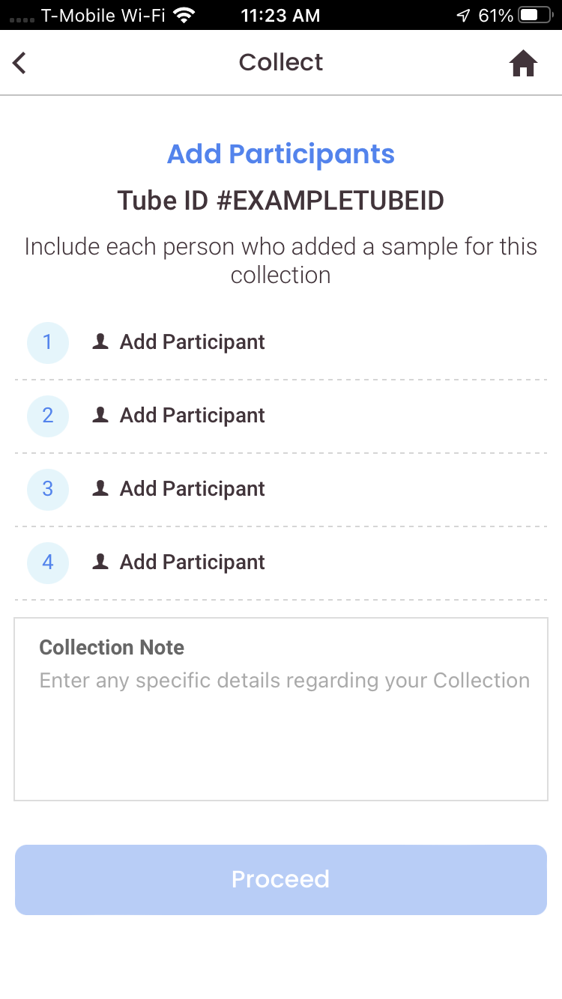 T-Mobile Wi-Fi 11:23 AM 61%
Collect
Add Participants
Tube ID #EXAMPLETUBEID
Include each person who added a sample for this
collection
1 Add Participant
2 Add Participant
3 Add Participant
4 Add Participant
Collection Note
Enter any specific details regarding your Collection
Proceed